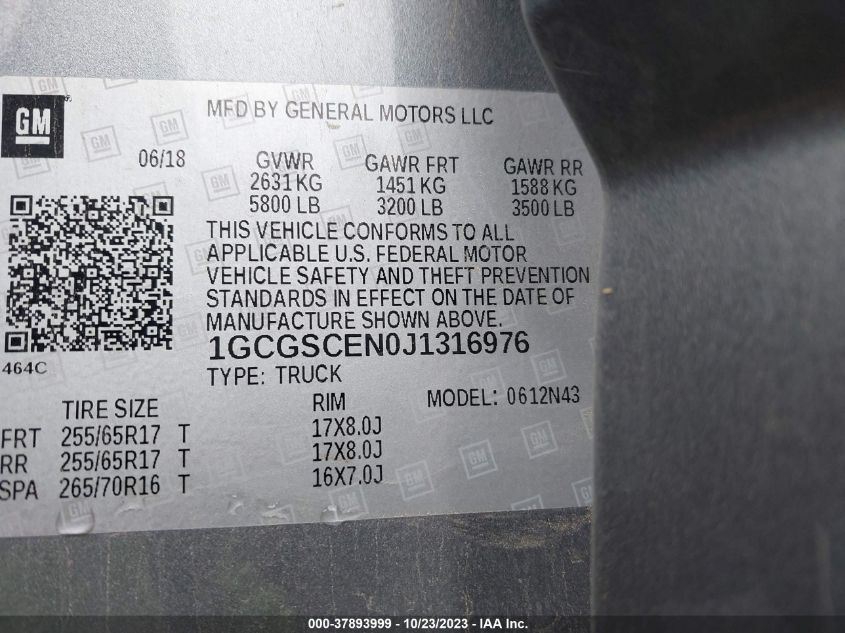 GM
MFD BY GENERAL MOTORS LLC
06/18
GVWR GAWR FRT GAWR RR
2631 KG 1451 KG 1588 KG
5800 LB 3200 LB 3500 LB
THIS VEHICLE CONFORMS TO ALL
APPLICABLE U.S. FEDERAL MOTOR
VEHICLE SAFETY AND THEFT PREVENTION
STANDARDS IN EFFECT ON THE DATE OF
MANUFACTURE SHOWN ABOVE.
1GCGSCEN0J1316976
464C
TYPE: TRUCK
MODEL: 0612N43
TIRE SIZE RIM
FRT 255/65R17 T 17X8.0J
RR 255/65R17 T 17X8.0J
SPA 265/70R16 T 16X7.0J
000-37893999 - 10/23/2023 - IAA Inc.